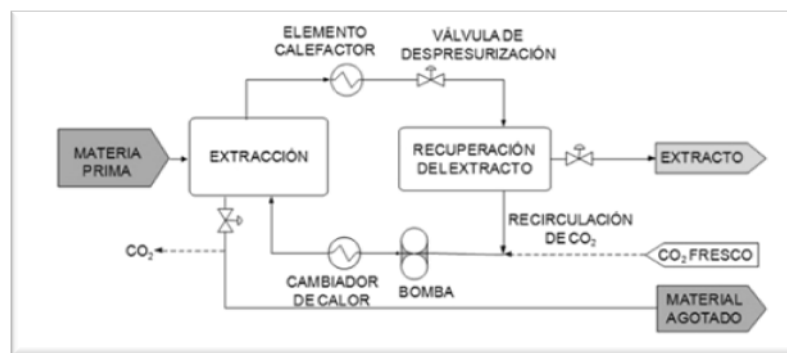 ELEMENTO
CALEFACTOR
VÁLVULA DE
DESPRESURIZACIÓN
MATERIA
PRIMA
EXTRACCIÓN
RECUPERACIÓN
DEL EXTRACTO
EXTRACTO
RECIRCULACIÓN
DE CO₂
CO₂
CO₂ FRESCO
CAMBIADOR
DE CALOR
BOMBA
MATERIAL
AGOTADO